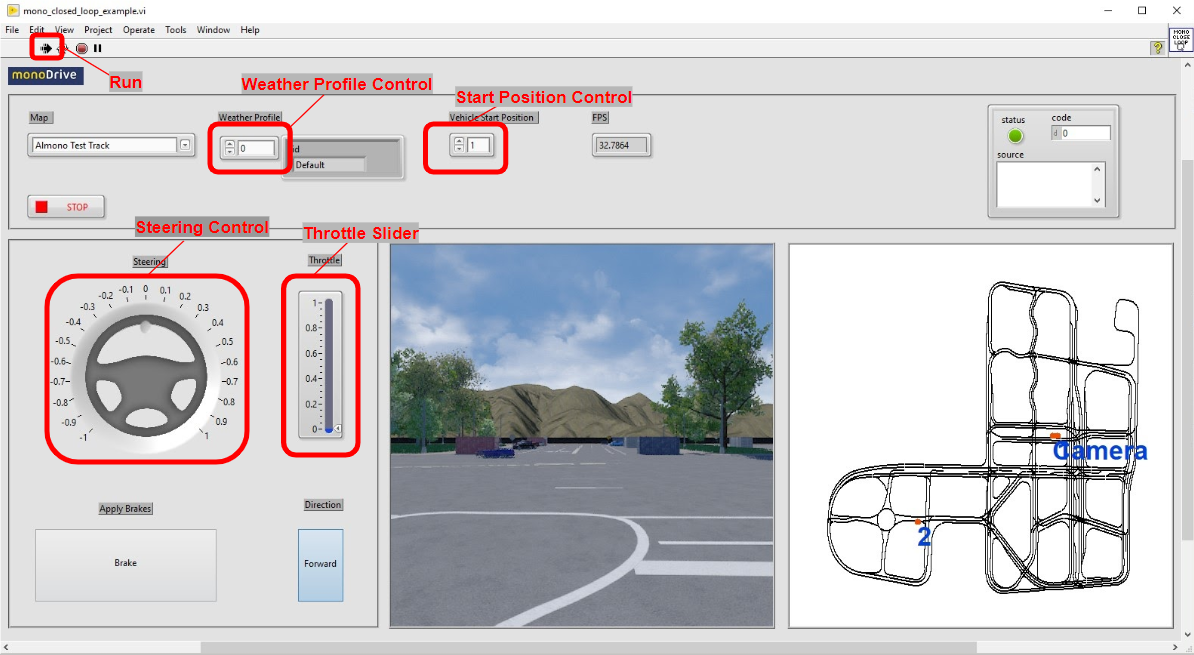 mono_closed_loop_example.vi
File Edit View Project Operate Tools Window Help
MONO
CLOSE
LOOP
?
monoDrive
Run
Weather Profile Control
Start Position Control
Map
Weather Profile
Vehicle Start Position
FPS
status
code
Almono Test Track
0
id
Default
1
32.7864
d 0
source
STOP
Steering Control
Throttle Slider
Steering
Throttle
-1
-0.9
-0.8
-0.7
-0.6
-0.5
-0.4
-0.3
-0.2
-0.1
0
0.1
0.2
0.3
0.4
0.5
0.6
0.7
0.8
0.9
1
1
0.8
0.6
0.4
0.2
0
Camera
2
Apply Brakes
Direction
Brake
Forward